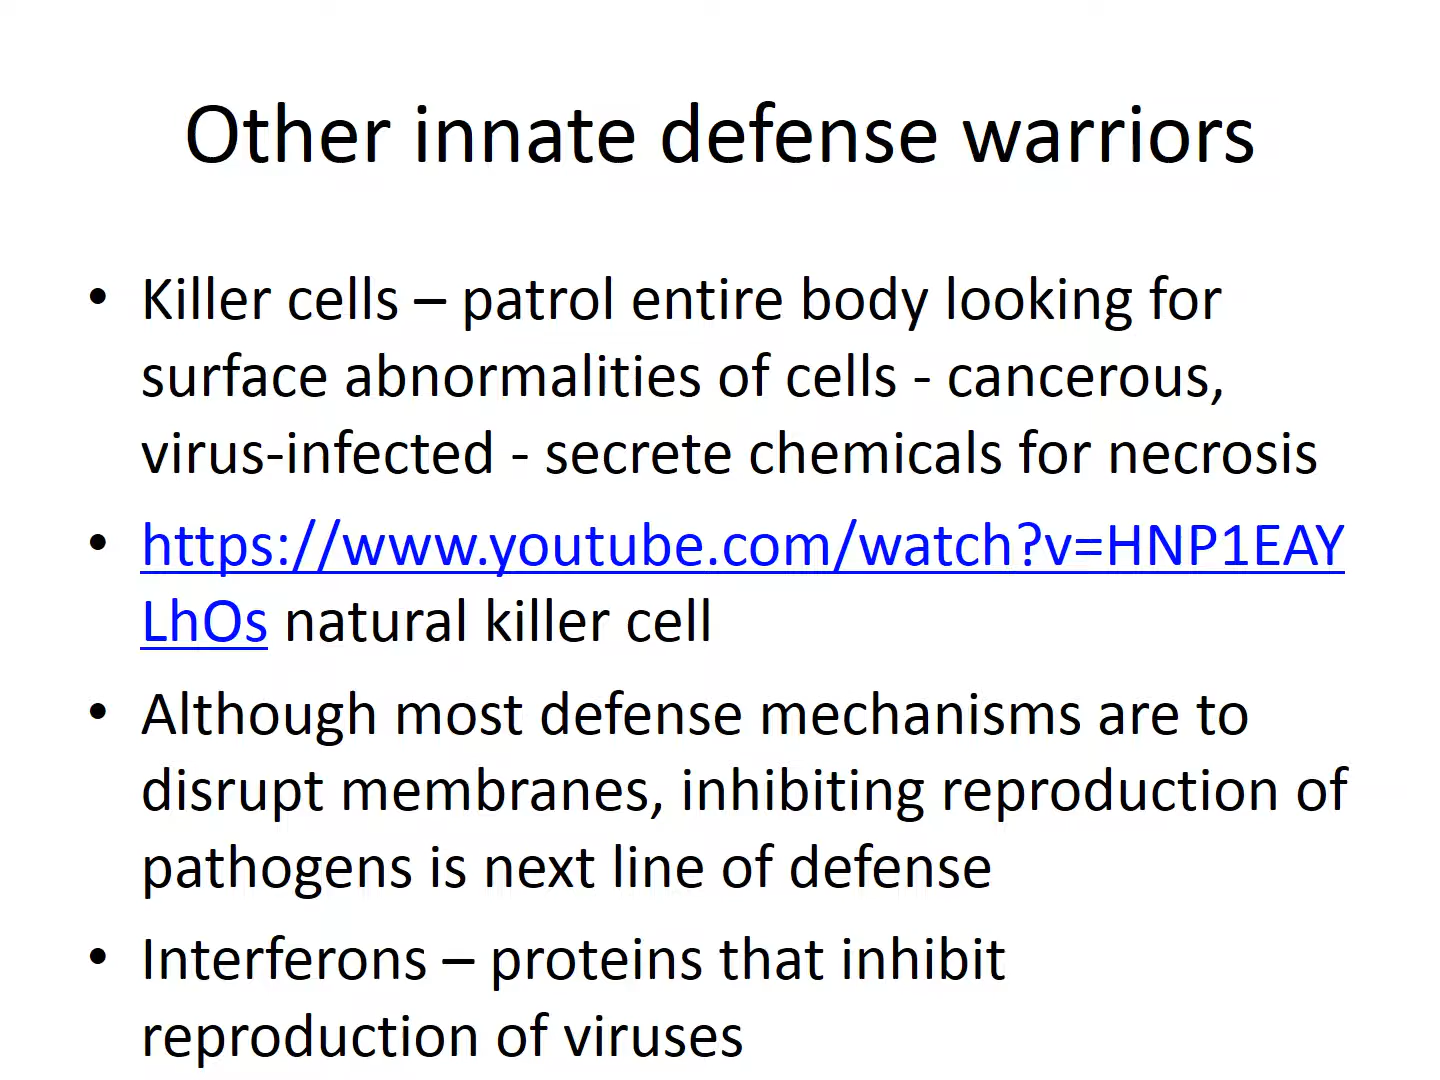 Other innate defense warriors
• Killer cells – patrol entire body looking for
surface abnormalities of cells - cancerous,
virus-infected - secrete chemicals for necrosis
• https://www.youtube.com/watch?v=HNP1EAY
LhOs natural killer cell
• Although most defense mechanisms are to
disrupt membranes, inhibiting reproduction of
pathogens is next line of defense
• Interferons – proteins that inhibit
reproduction of viruses